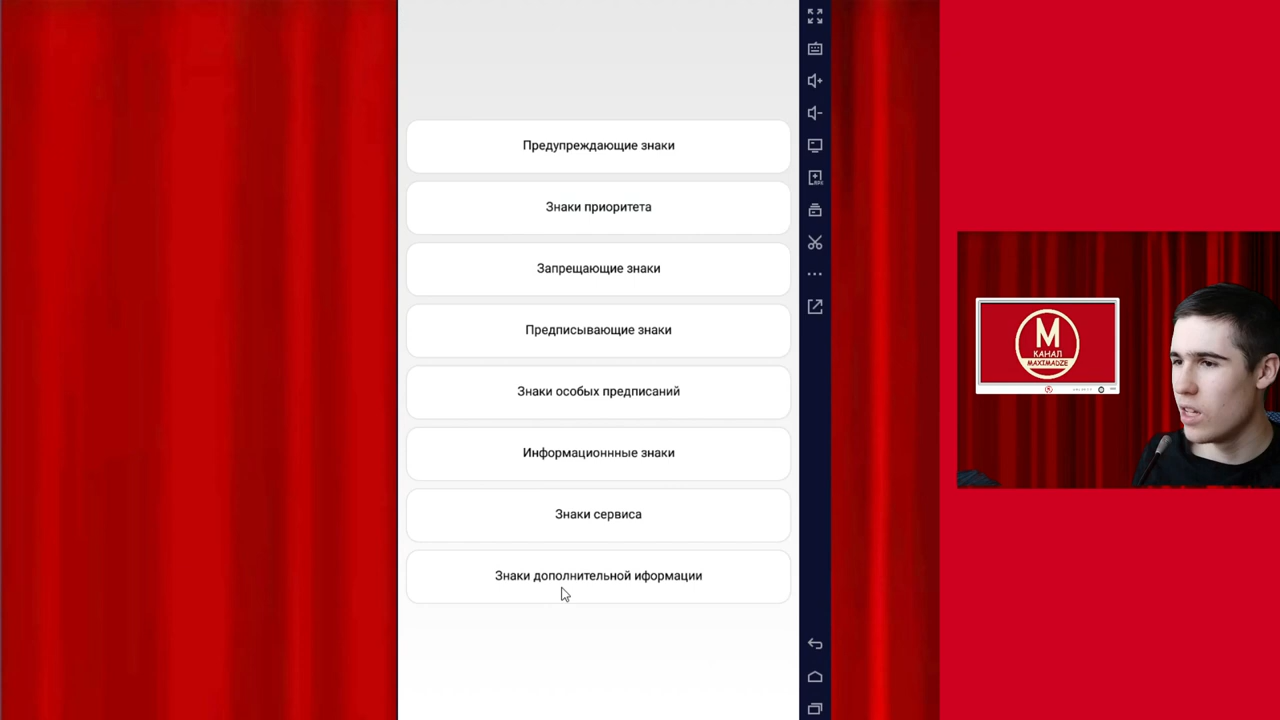 Предупреждающие знаки
Знаки приоритета
Запрещающие знаки
Предписывающие знаки
Знаки особых предписаний
Информационнные знаки
Знаки сервиса
Знаки дополнительной иформации
М
КАНАЛ
MAXIMADZE